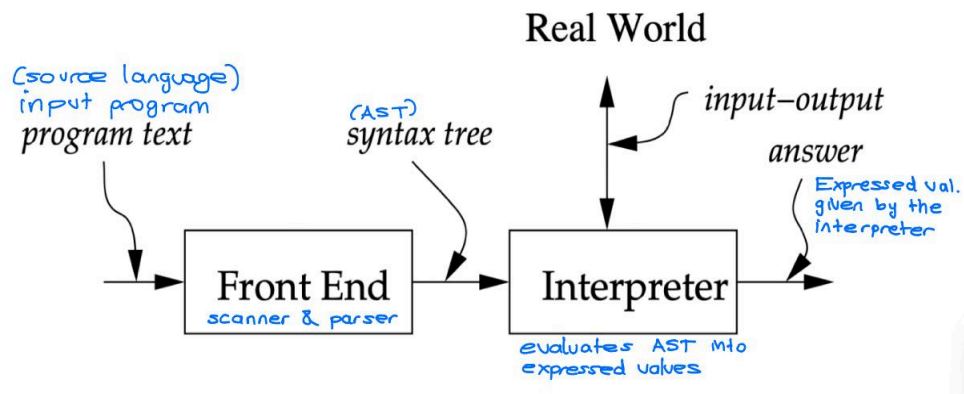 Real World
(source language)
input program
program text
(AST)
syntax tree
input-output
answer
Expressed val.
given by the
interpreter
Front End
scanner & parser
Interpreter
evaluates AST into
expressed values